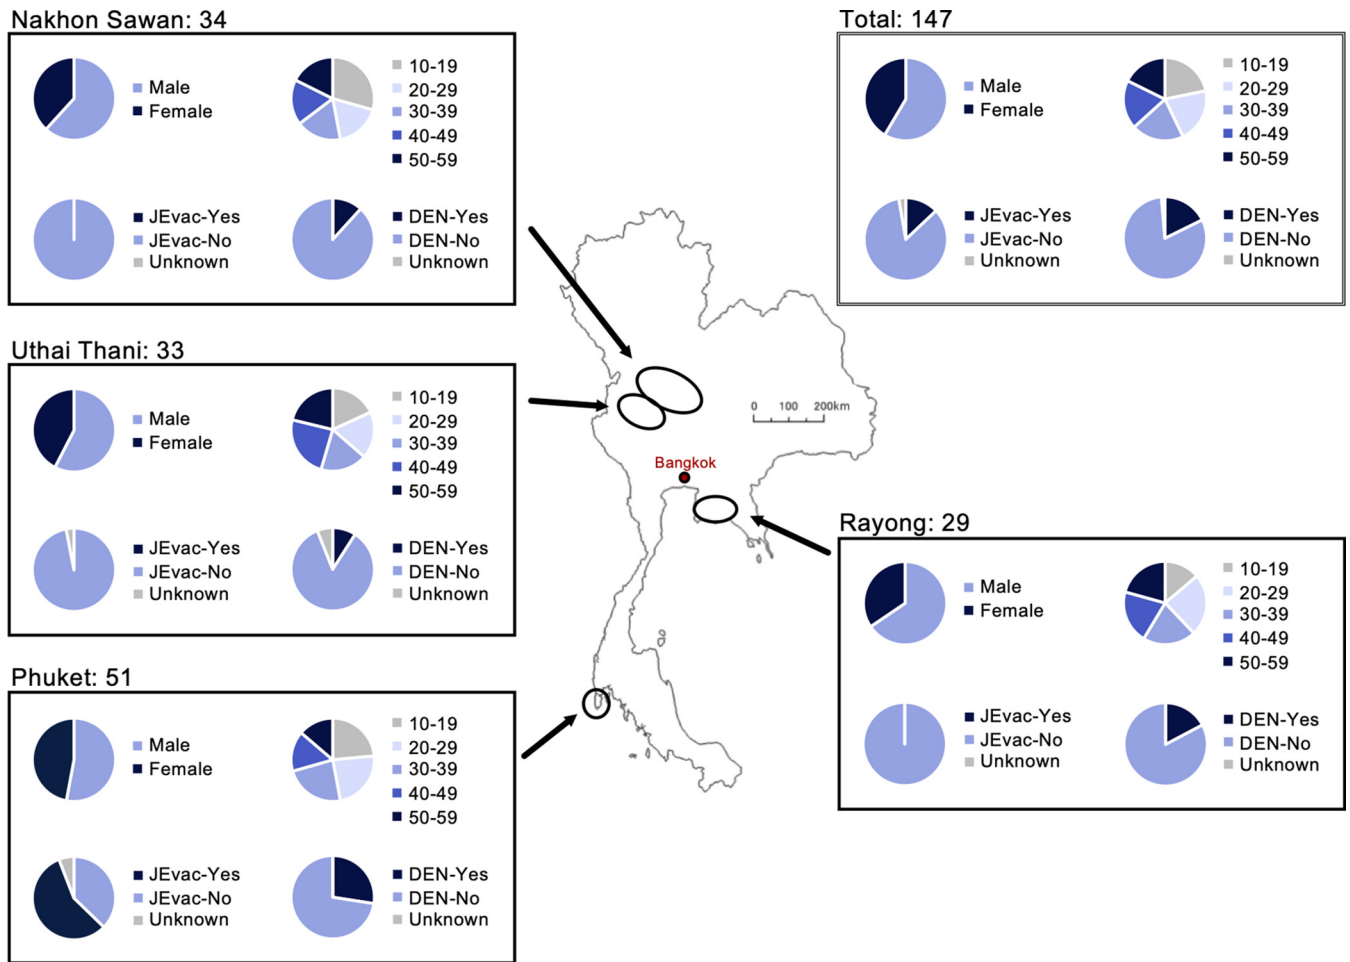 Nakhon Sawan: 34
Male
Female
10-19
20-29
30-39
40-49
50-59
JEvac-Yes
JEvac-No
Unknown
DEN-Yes
DEN-No
Unknown
Total: 147
Male
Female
10-19
20-29
30-39
40-49
50-59
JEvac-Yes
JEvac-No
Unknown
DEN-Yes
DEN-No
Unknown
Uthai Thani: 33
Male
Female
10-19
20-29
30-39
40-49
50-59
JEvac-Yes
JEvac-No
Unknown
DEN-Yes
DEN-No
Unknown
0 100 200km
Bangkok
Rayong: 29
Male
Female
10-19
20-29
30-39
40-49
50-59
JEvac-Yes
JEvac-No
Unknown
DEN-Yes
DEN-No
Unknown
Phuket: 51
Male
Female
10-19
20-29
30-39
40-49
50-59
JEvac-Yes
JEvac-No
Unknown
DEN-Yes
DEN-No
Unknown